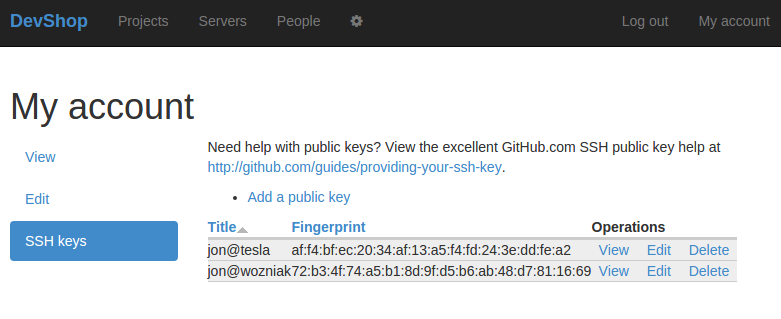 DevShop Projects Servers People Log out My account
My account
View
Edit
SSH keys
Need help with public keys? View the excellent GitHub.com SSH public key help at
http://github.com/guides/providing-your-ssh-key.
Add a public key
Title Fingerprint Operations
jon@tesla af:f4:bf:ec:20:34:af:13:a5:f4:fd:24:3e:dd:fe:a2 View Edit Delete
jon@wozniak 72:b3:4f:74:a5:b1:8d:9f:d5:b6:ab:48:d7:81:16:69 View Edit Delete